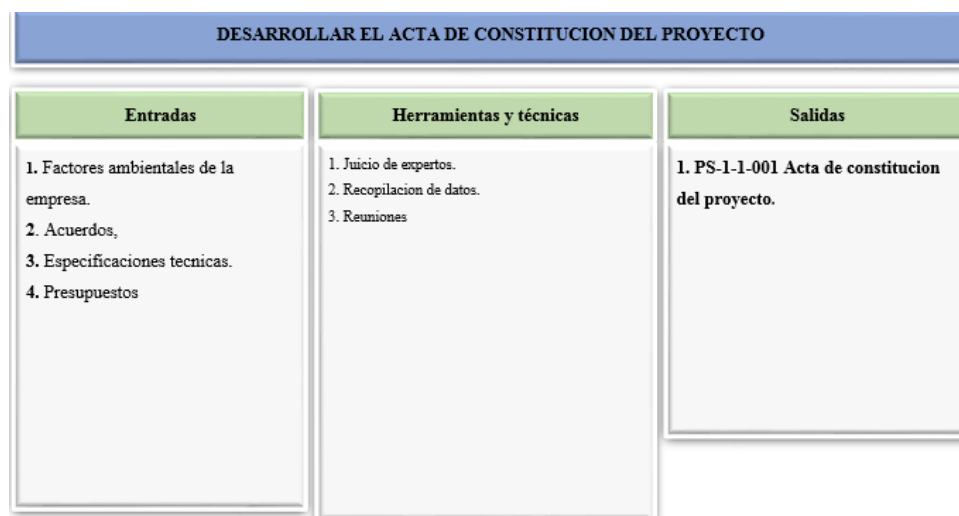 DESARROLLAR EL ACTA DE CONSTITUCION DEL PROYECTO
Entradas
1. Factores ambientales de la
empresa.
2. Acuerdos,
3. Especificaciones tecnicas.
4. Presupuestos
Herramientas y técnicas
1. Juicio de expertos.
2. Recopilacion de datos.
3. Reuniones
Salidas
1. PS-1-1-001 Acta de constitucion
del proyecto.